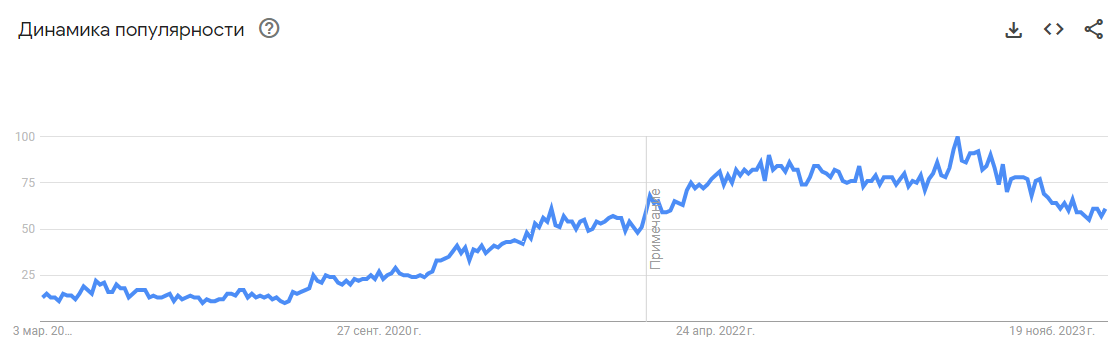 Динамика популярности
100
75
50
25
Примечание
3 мар. 20...
27 сент. 2020 г.
24 апр. 2022 г.
19 нояб. 2023 г.